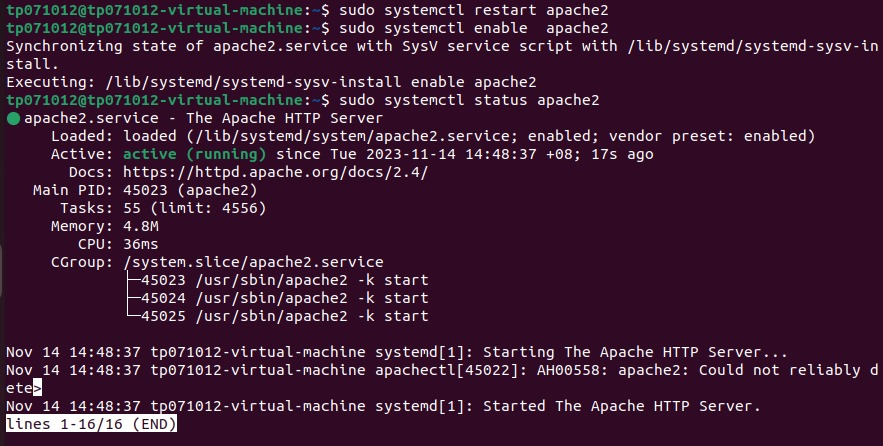 tp071012@tp071012-virtual-machine:~$ sudo systemctl restart apache2
tp071012@tp071012-virtual-machine:~$ sudo systemctl enable  apache2
Synchronizing state of apache2.service with SysV service script with /lib/systemd/systemd-sysv-in
stall.
Executing: /lib/systemd/systemd-sysv-install enable apache2
tp071012@tp071012-virtual-machine:~$ sudo systemctl status apache2
● apache2.service - The Apache HTTP Server
     Loaded: loaded (/lib/systemd/system/apache2.service; enabled; vendor preset: enabled)
     Active: active (running) since Tue 2023-11-14 14:48:37 +08; 17s ago
       Docs: https://httpd.apache.org/docs/2.4/
   Main PID: 45023 (apache2)
      Tasks: 55 (limit: 4556)
     Memory: 4.8M
        CPU: 36ms
     CGroup: /system.slice/apache2.service
             ├─45023 /usr/sbin/apache2 -k start
             ├─45024 /usr/sbin/apache2 -k start
             └─45025 /usr/sbin/apache2 -k start

Nov 14 14:48:37 tp071012-virtual-machine systemd[1]: Starting The Apache HTTP Server...
Nov 14 14:48:37 tp071012-virtual-machine apachectl[45022]: AH00558: apache2: Could not reliably d
ete>
Nov 14 14:48:37 tp071012-virtual-machine systemd[1]: Started The Apache HTTP Server.
lines 1-16/16 (END)